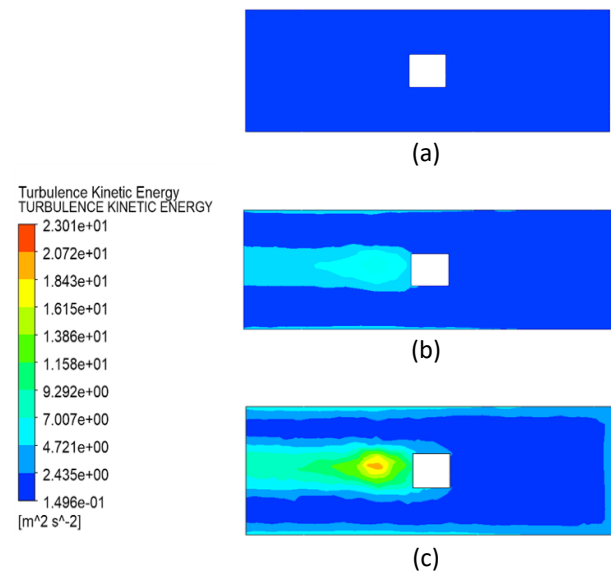 (a)
Turbulence Kinetic Energy
TURBULENCE KINETIC ENERGY
2.301e+01
2.072e+01
1.843e+01
1.615e+01
1.386e+01
1.158e+01
9.292e+00
7.007e+00
4.721e+00
2.435e+00
1.496e-01
[m^2 s^-2]
(b)
(c)